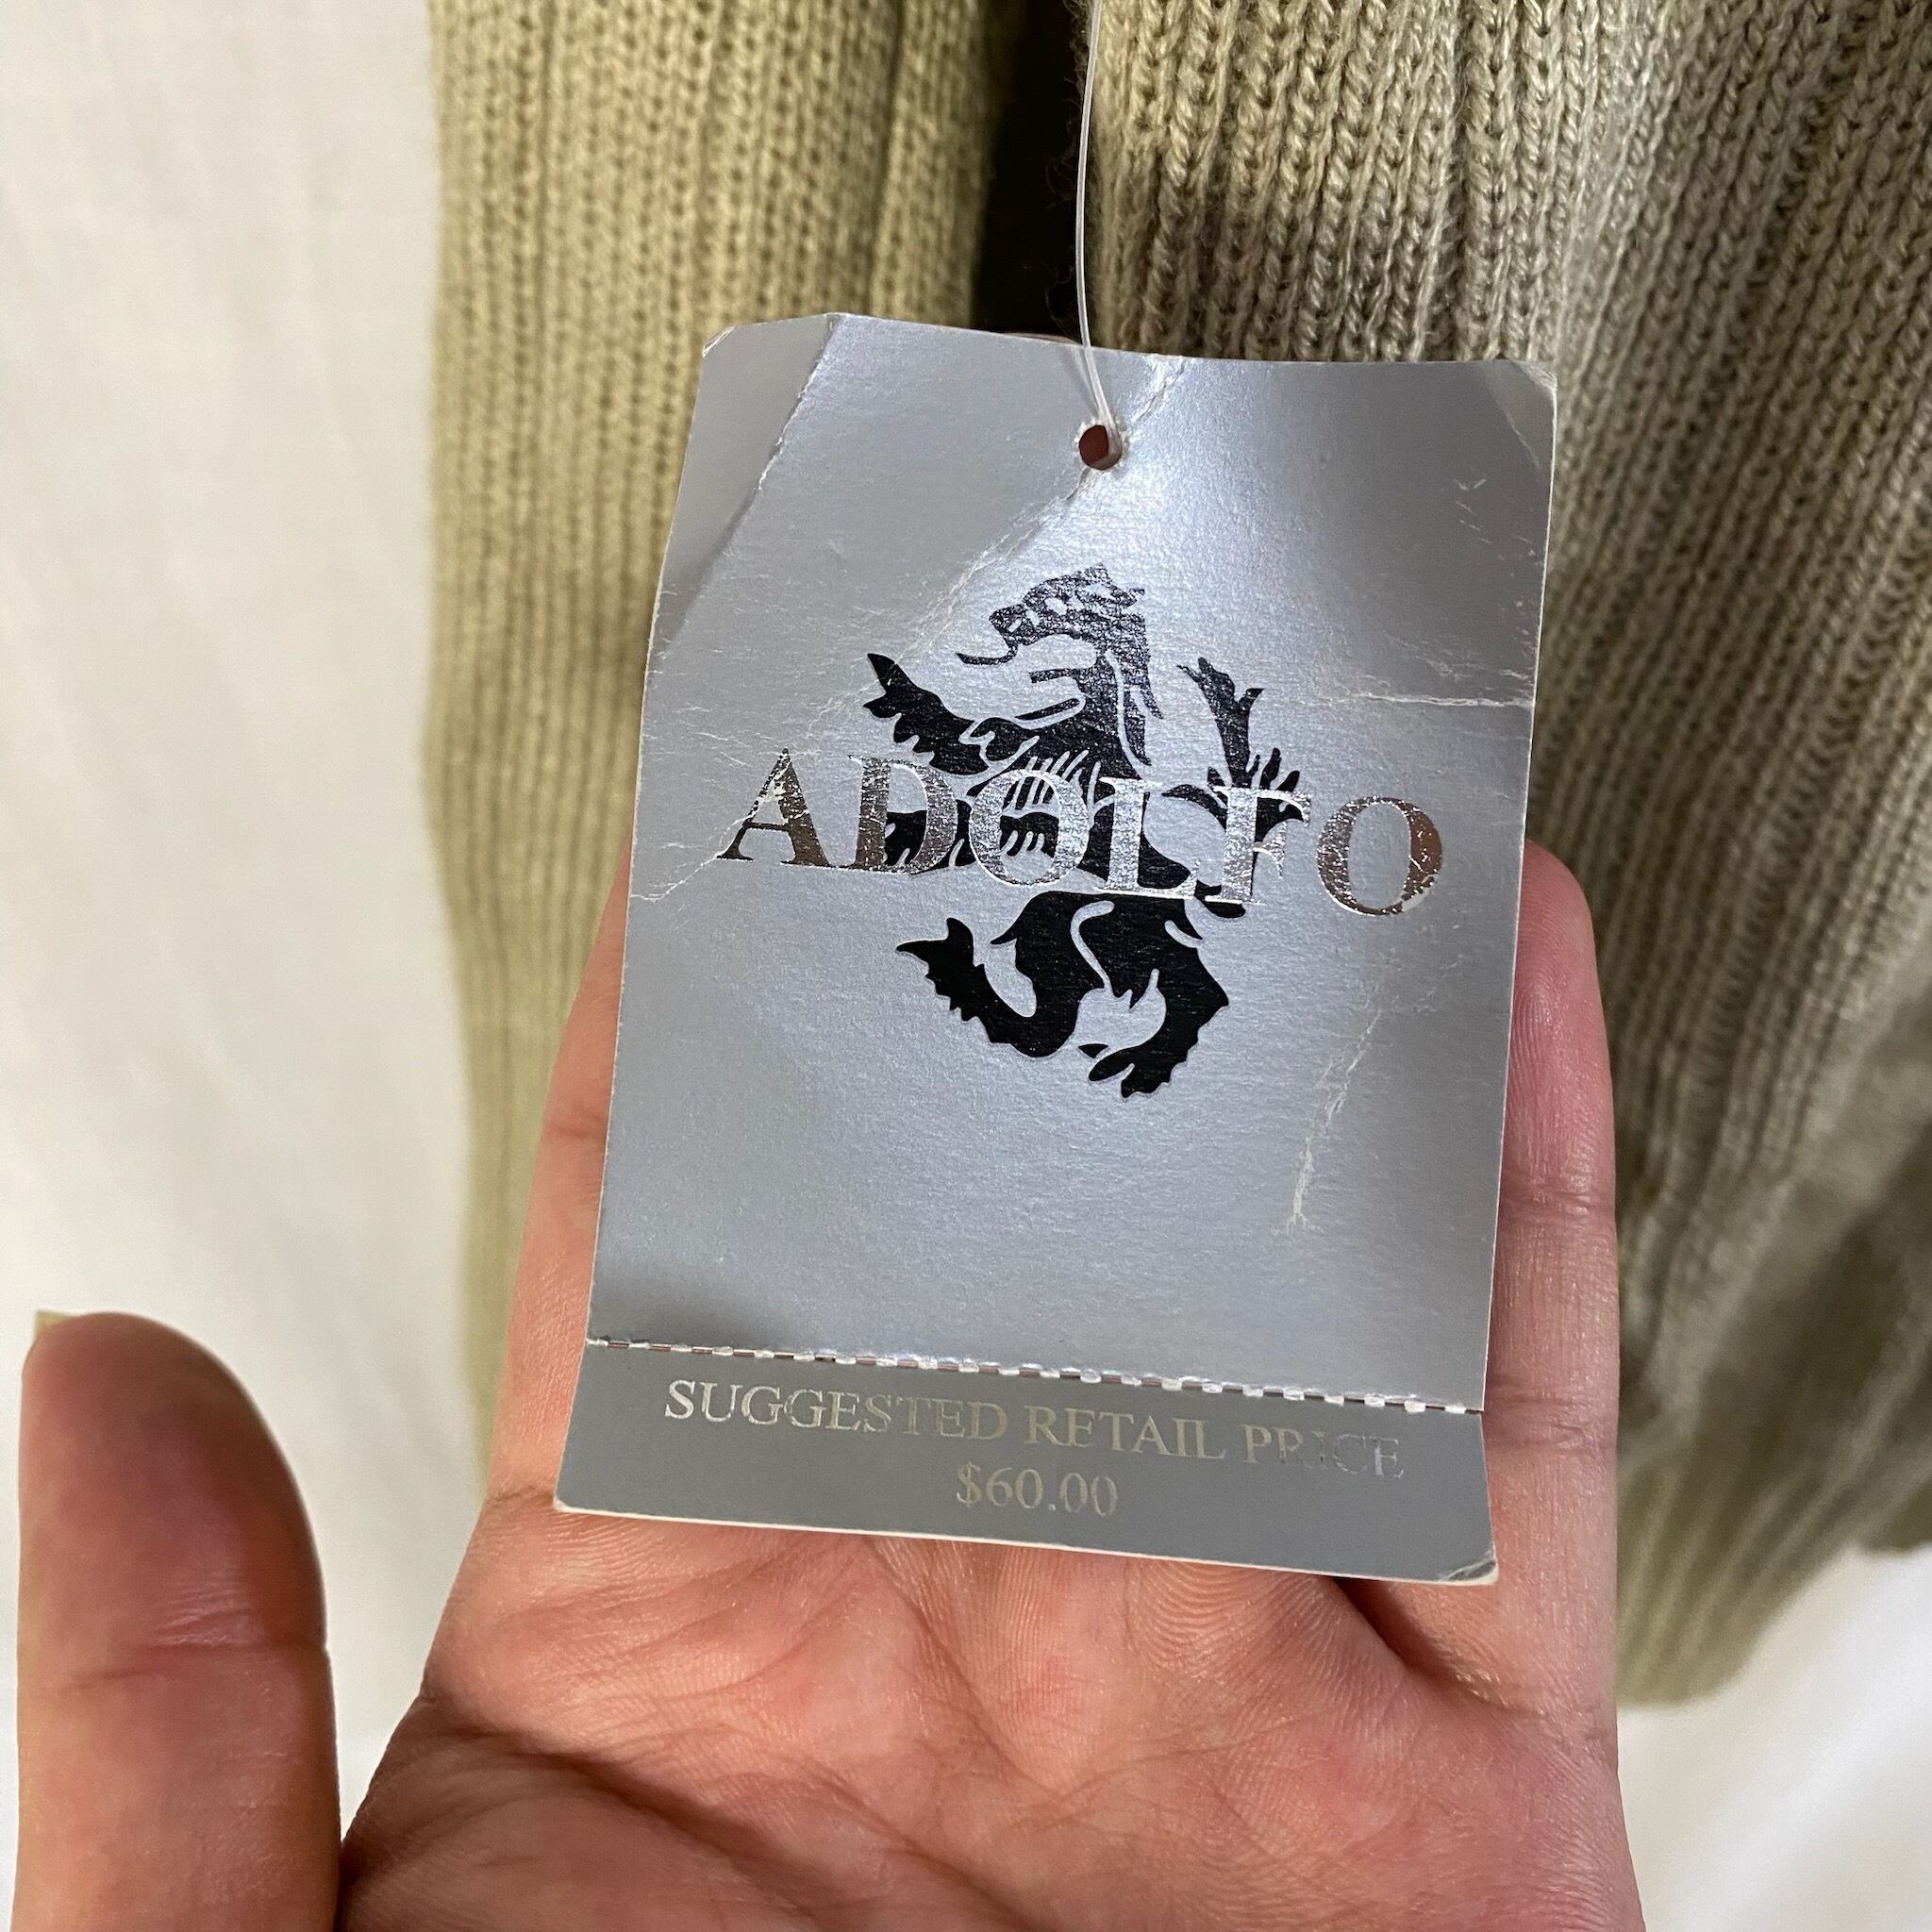 ADOLFO
SUGGESTED RETAIL PRICE
$60.00